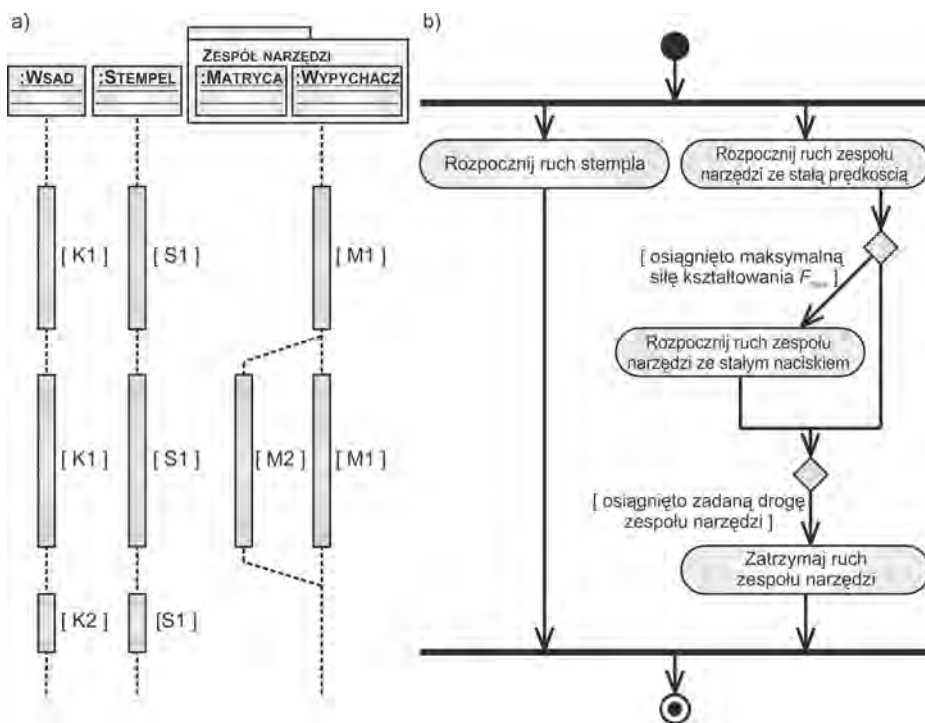 a)
b)
ZESPÓŁ NARZĘDZI
:WSAD
:STEMPEL
:MATRYCA
:WYPYCHACZ
[ K1 ]
[ S1 ]
[ M1 ]
[ K1 ]
[ S1 ]
[ M2 ]
[ M1 ]
[ K2 ]
[S1]
Rozpocznij ruch stempla
Rozpocznij ruch zespołu
narzędzi ze stałą prędkością
[ osiągnięto maksymalną
siłę kształtowania F ]
Rozpocznij ruch zespołu
narzędzi ze stałym naciskiem
[ osiągnięto zadaną drogę
zespołu narzędzi ]
Zatrzymaj ruch
zespołu narzędzi